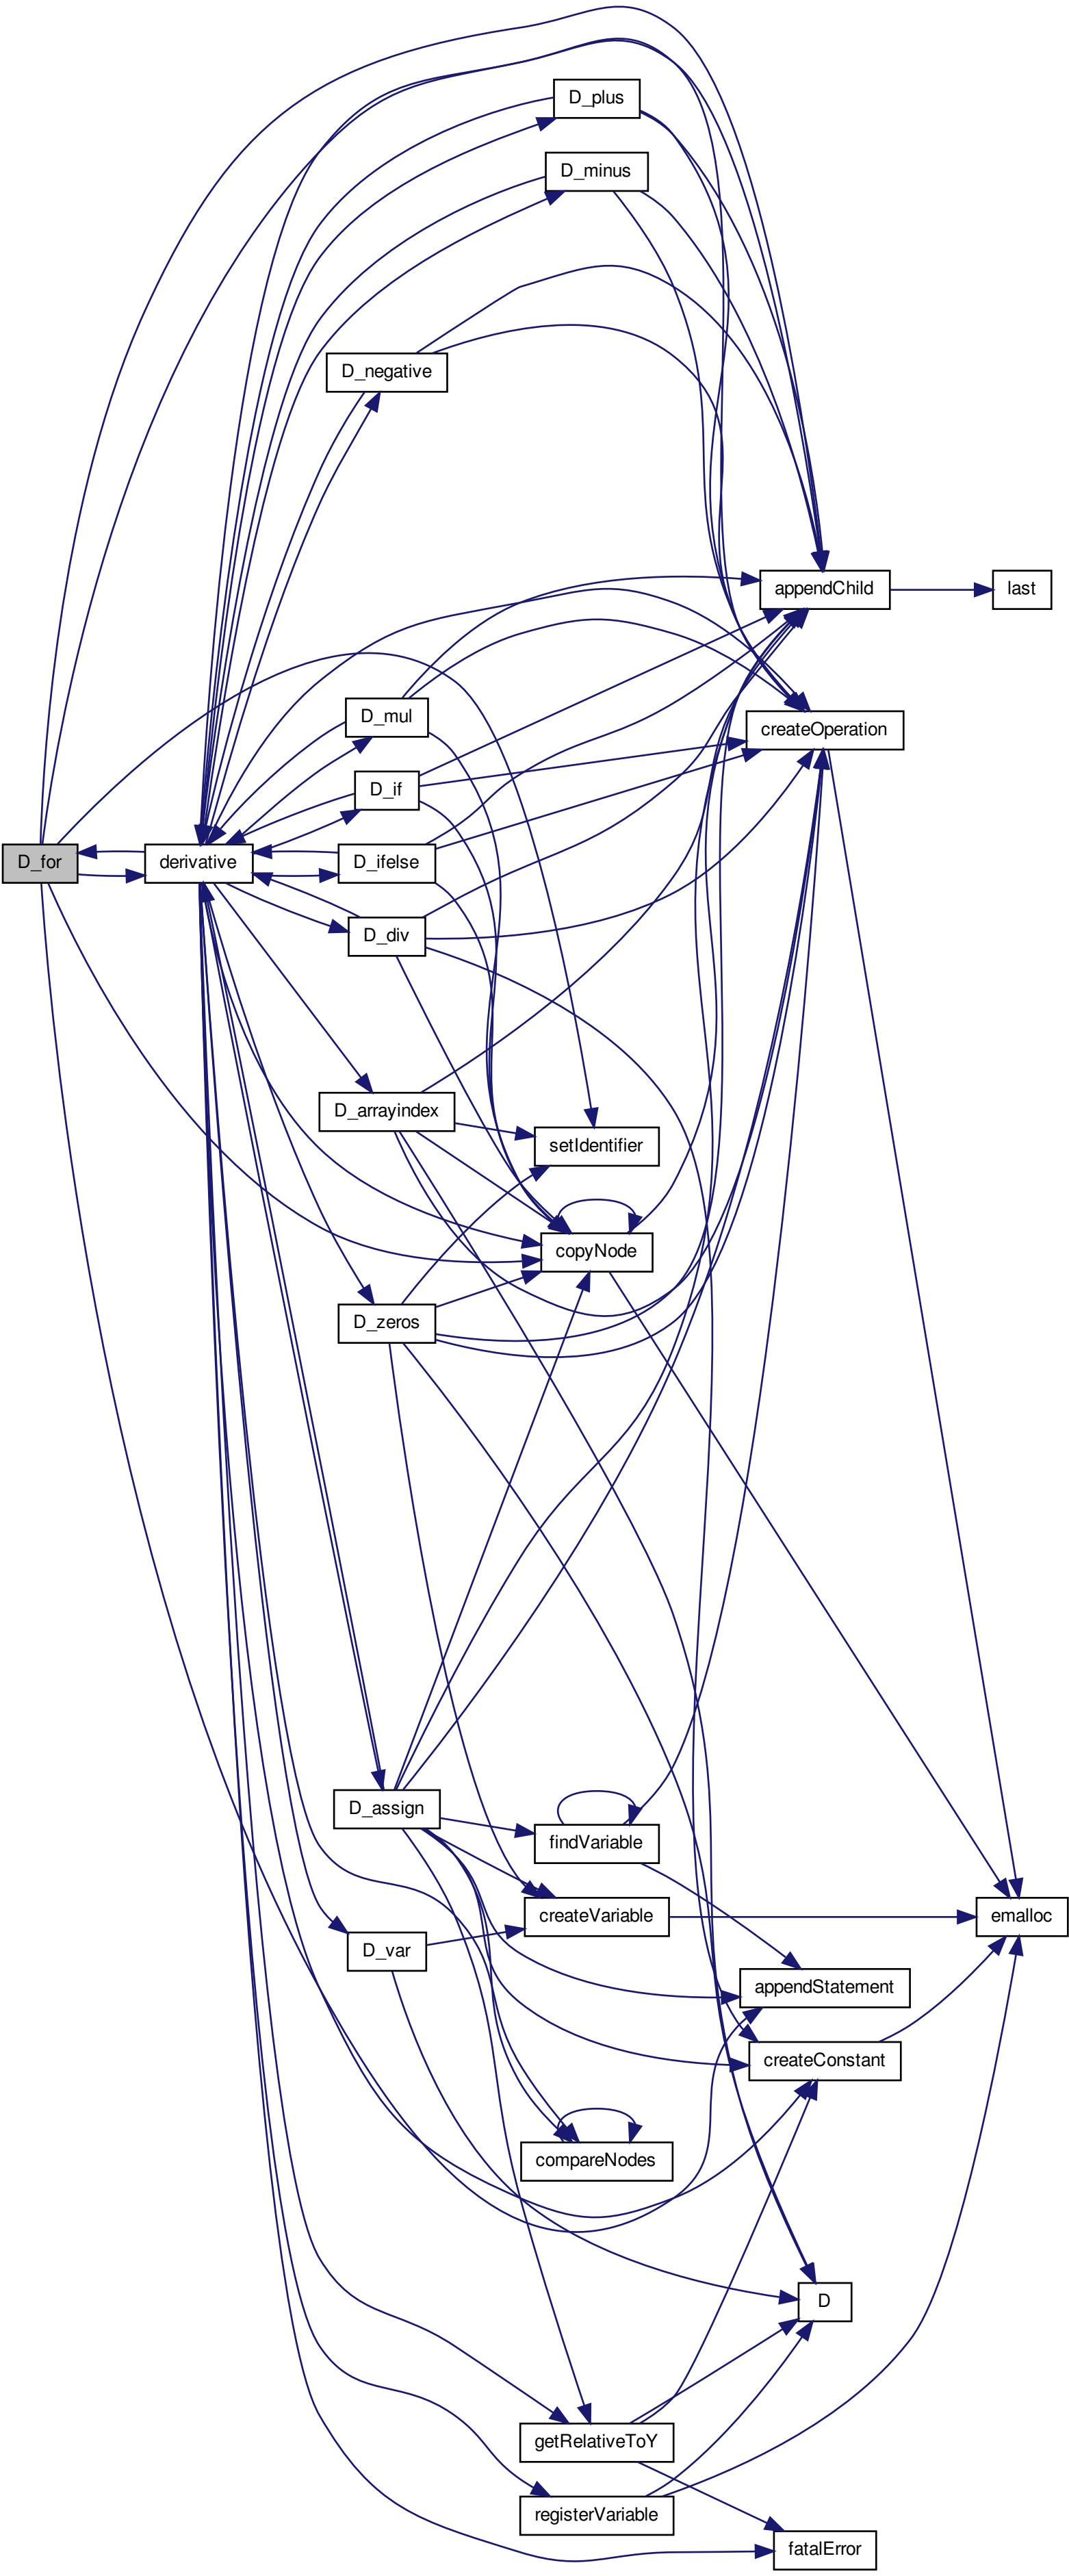 D_plus
D_minus
D_negative
appendChild
last
D_mul
createOperation
D_if
D_for
derivative
D_ifelse
D_div
D_arrayindex
setIdentifier
copyNode
D_zeros
D_assign
findVariable
createVariable
emalloc
D_var
appendStatement
createConstant
compareNodes
D
getRelativeToY
registerVariable
fatalError